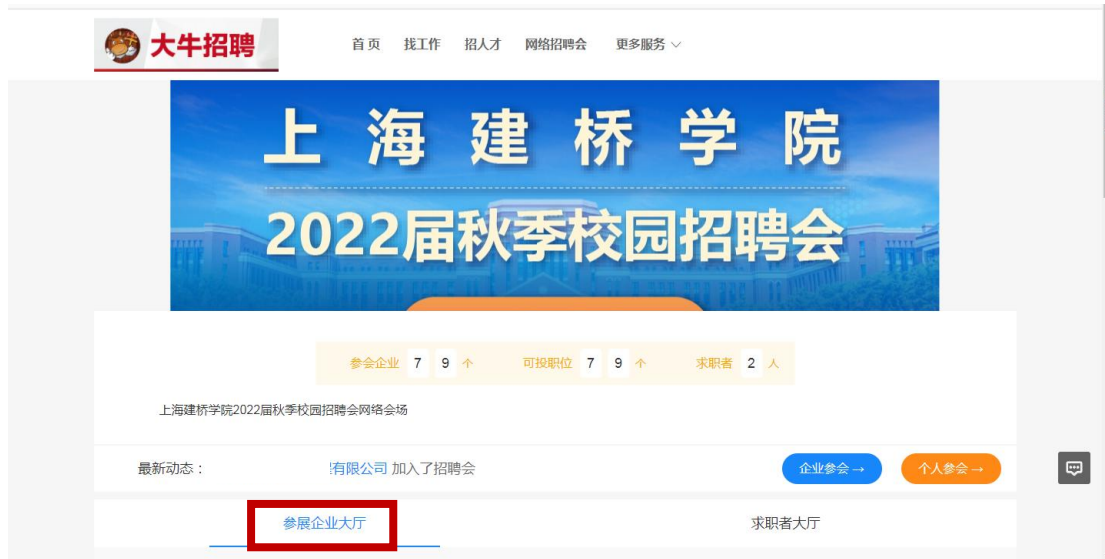 大牛招聘
首页 找工作 招人才 网络招聘会 更多服务
上海建桥学院
2022届秋季校园招聘会
参会企业 7 9 个 可投职位 7 9 个 求职者 2 人
上海建桥学院2022届秋季校园招聘会网络会场
最新动态： 有限公司 加入了招聘会 企业参会→ 个人参会→
参展企业大厅 求职者大厅